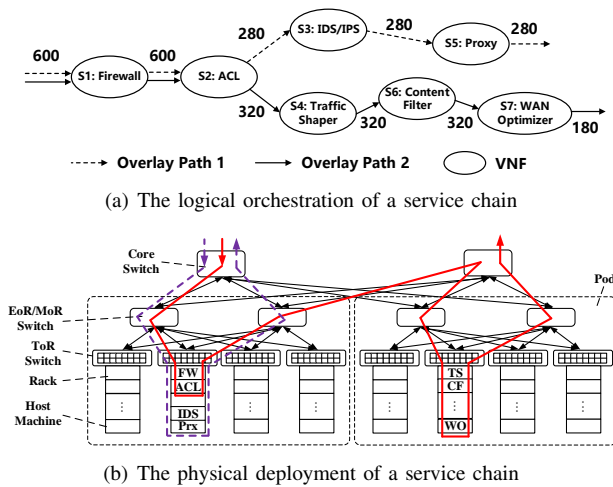 280
S3: IDS/IPS
280
S5: Proxy
280
600
S1: Firewall
600
S2: ACL
S6: Content
Filter
320
S4: Traffic
Shaper
320
320
S7: WAN
Optimizer
180
Overlay Path 1
Overlay Path 2
VNF
(a) The logical orchestration of a service chain
Core
Switch
Pod
EoR/MoR
Switch
ToR
Switch
Rack
Host
Machine
FW
ACL
⋮
IDS
Prx
⋮
⋮
⋮
TS
CF
⋮
WO
⋮
⋮
(b) The physical deployment of a service chain